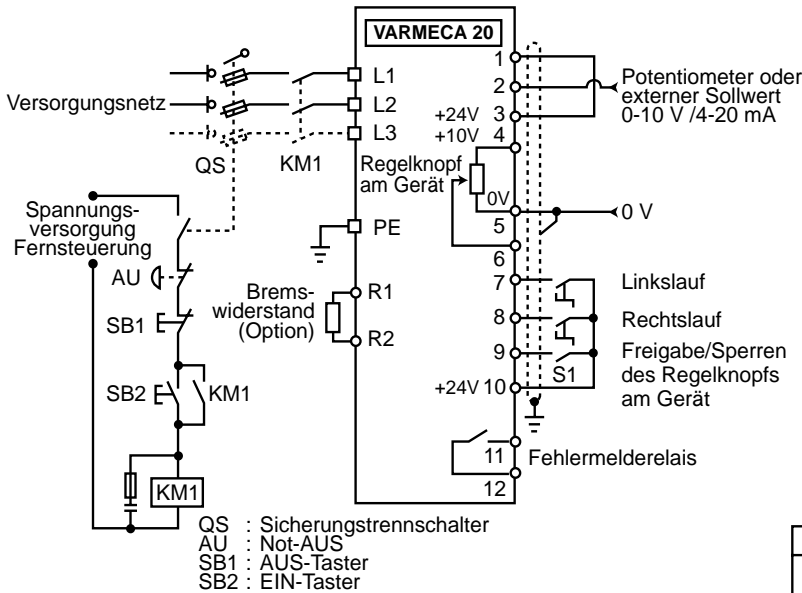 VARMECA 20
L1
L2
L3
Versorgungsnetz
QS
KM1
1
2
+24V 3
+10V 4
Potentiometer oder
externer Sollwert
0-10 V /4-20 mA
Regelknopf
am Gerät
0V
5
0 V
6
PE
Spannungs-
versorgung
Fernsteuerung
AU
SB1
SB2
KM1
KM1
Brems-
widerstand
(Option)
R1
R2
7
Linkslauf
8
Rechtslauf
9
S1
Freigabe/Sperren
des Regelknopfs
am Gerät
+24V 10
11
12
Fehlermelderelais
QS : Sicherungstrennschalter
AU : Not-AUS
SB1 : AUS-Taster
SB2 : EIN-Taster